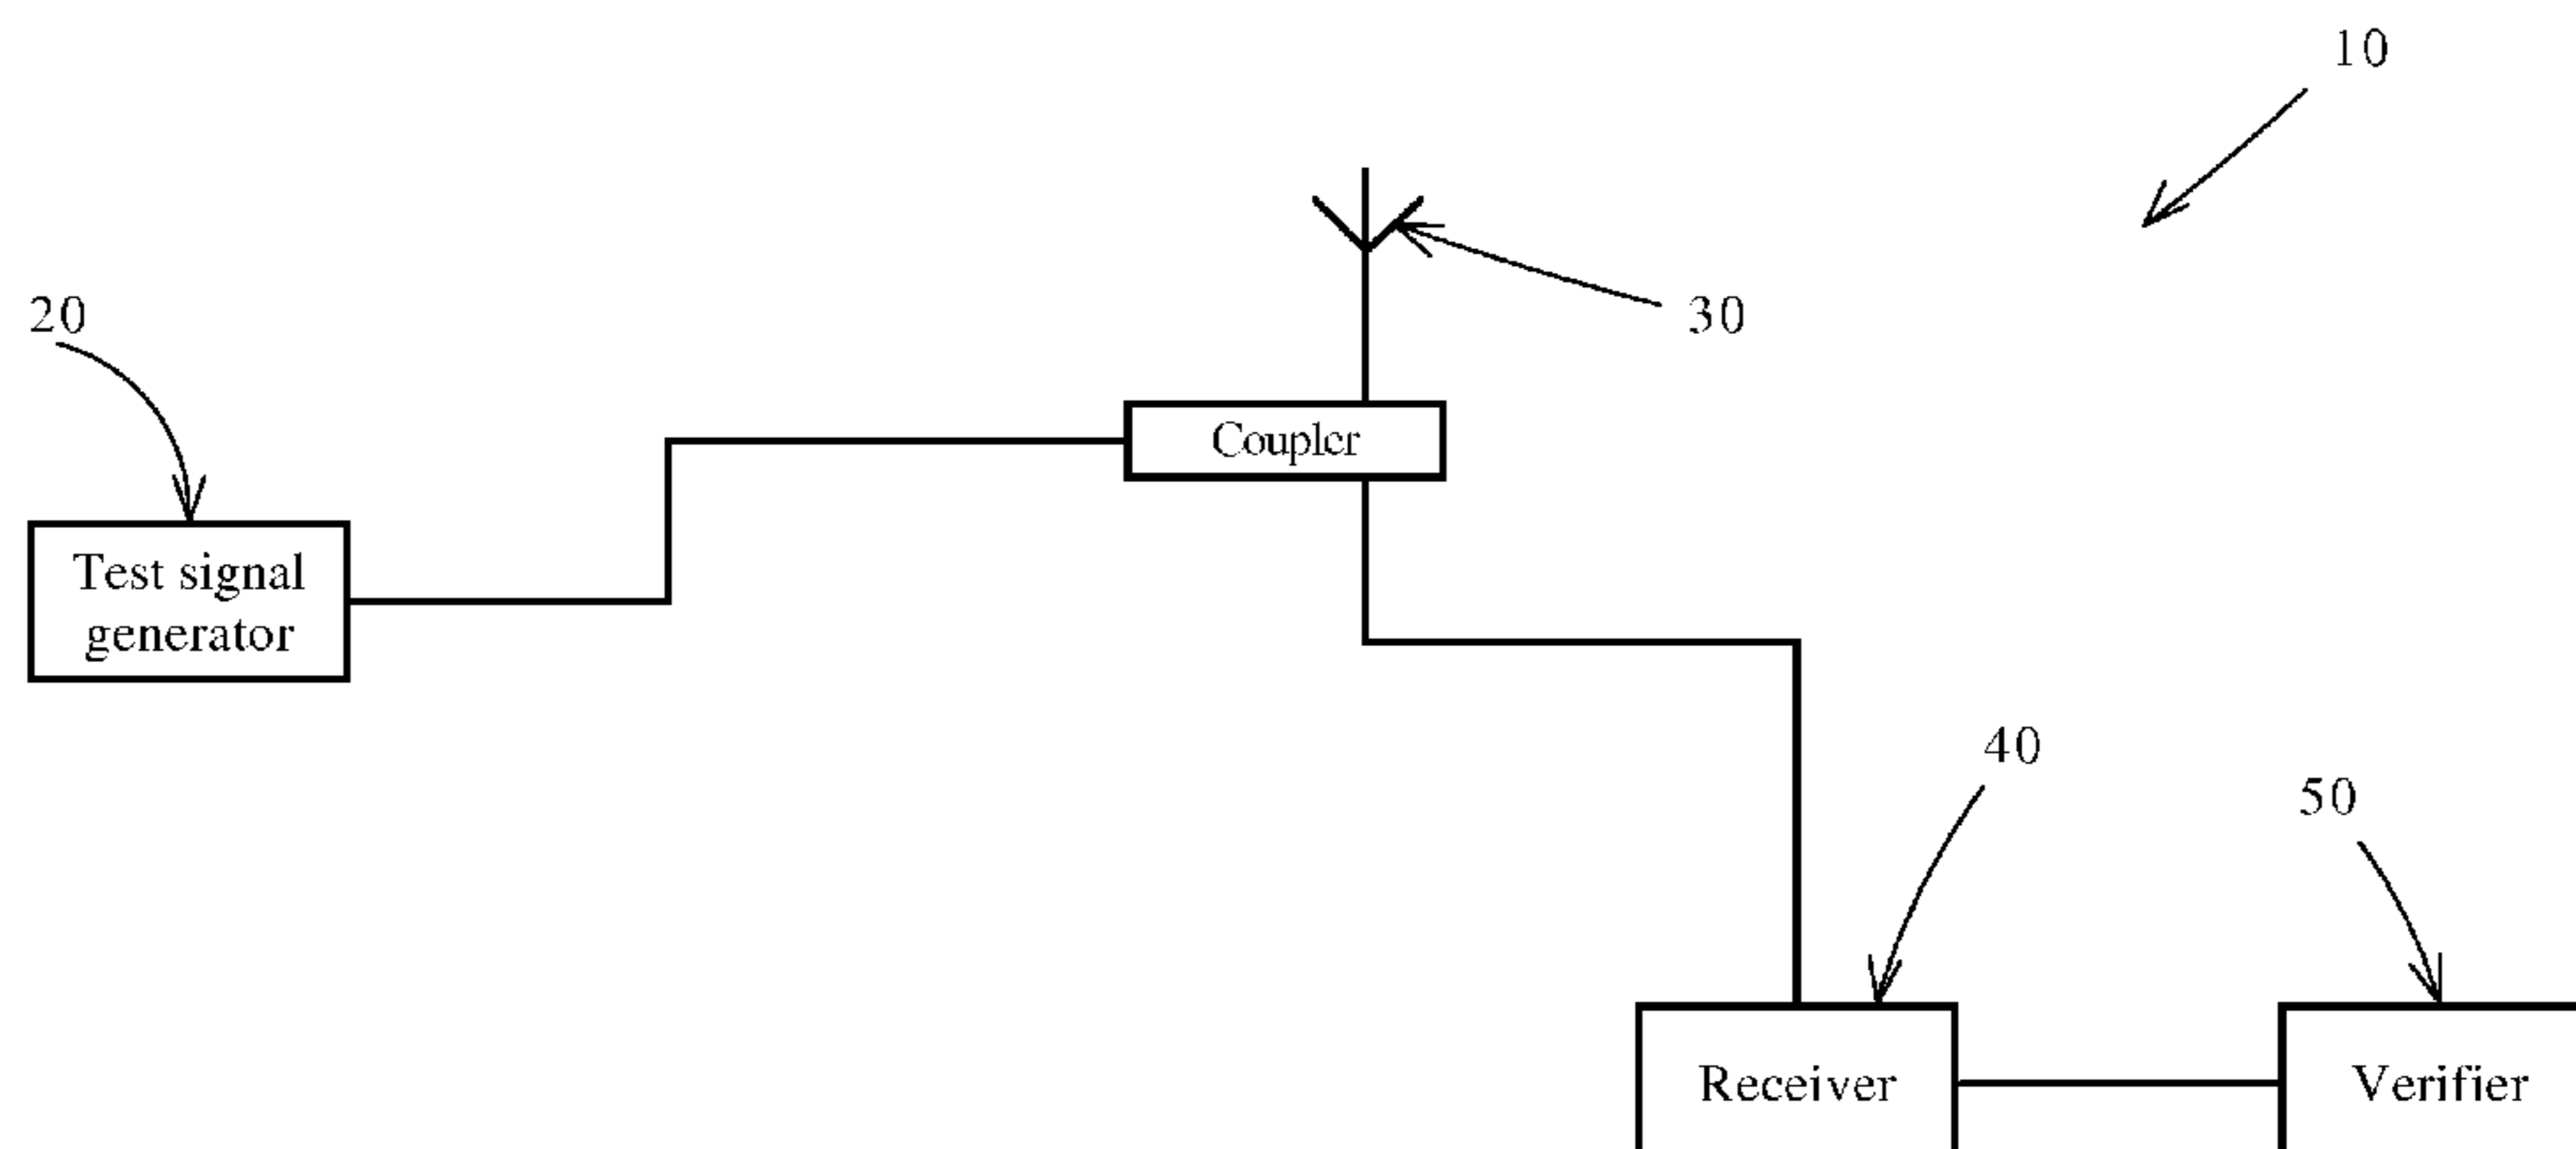 10
20
30
Coupler
Test signal
generator
40
50
Receiver
Verifier